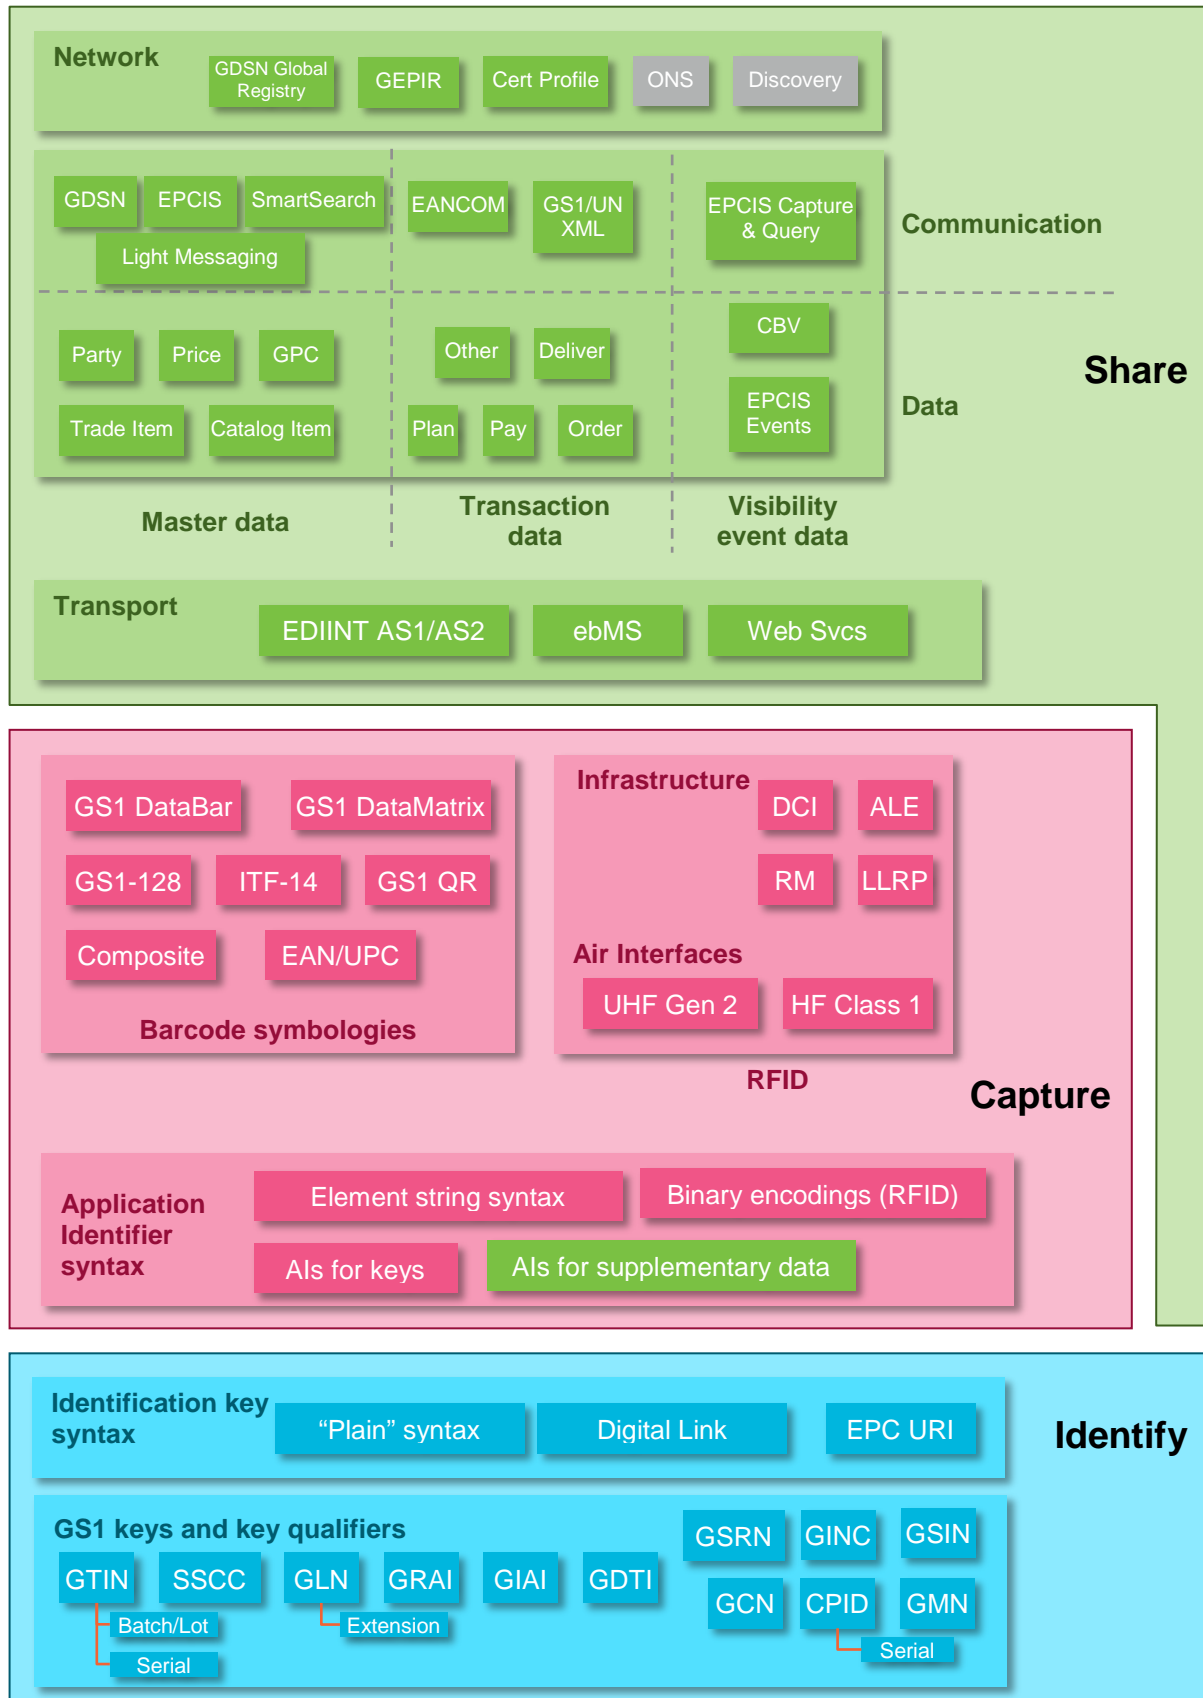 Network
GDSN Global
Registry
GEPIR
Cert Profile
ONS
Discovery
GDSN
EPCIS
SmartSearch
Light Messaging
EANCOM
GS1/UN
XML
EPCIS Capture
& Query
Communication
Party
Price
GPC
Trade Item
Catalog Item
Other
Deliver
Plan
Pay
Order
CBV
EPCIS
Events
Data
Share
Master data
Transaction
data
Visibility
event data
Transport
EDIINT AS1/AS2
ebMS
Web Svcs
GS1 DataBar
GS1 DataMatrix
GS1-128
ITF-14
GS1 QR
Composite
EAN/UPC
Barcode symbologies
Infrastructure
DCI
ALE
RM
LLRP
Air Interfaces
UHF Gen 2
HF Class 1
RFID
Capture
Application
Identifier
syntax
Element string syntax
Binary encodings (RFID)
AIs for keys
AIs for supplementary data
Identification key
syntax
“Plain” syntax
Digital Link
EPC URI
Identify
GS1 keys and key qualifiers
GTIN
SSCC
GLN
GRAI
GIAI
GDTI
Batch/Lot
Serial
Extension
GSRN
GINC
GSIN
GCN
CPID
GMN
Serial